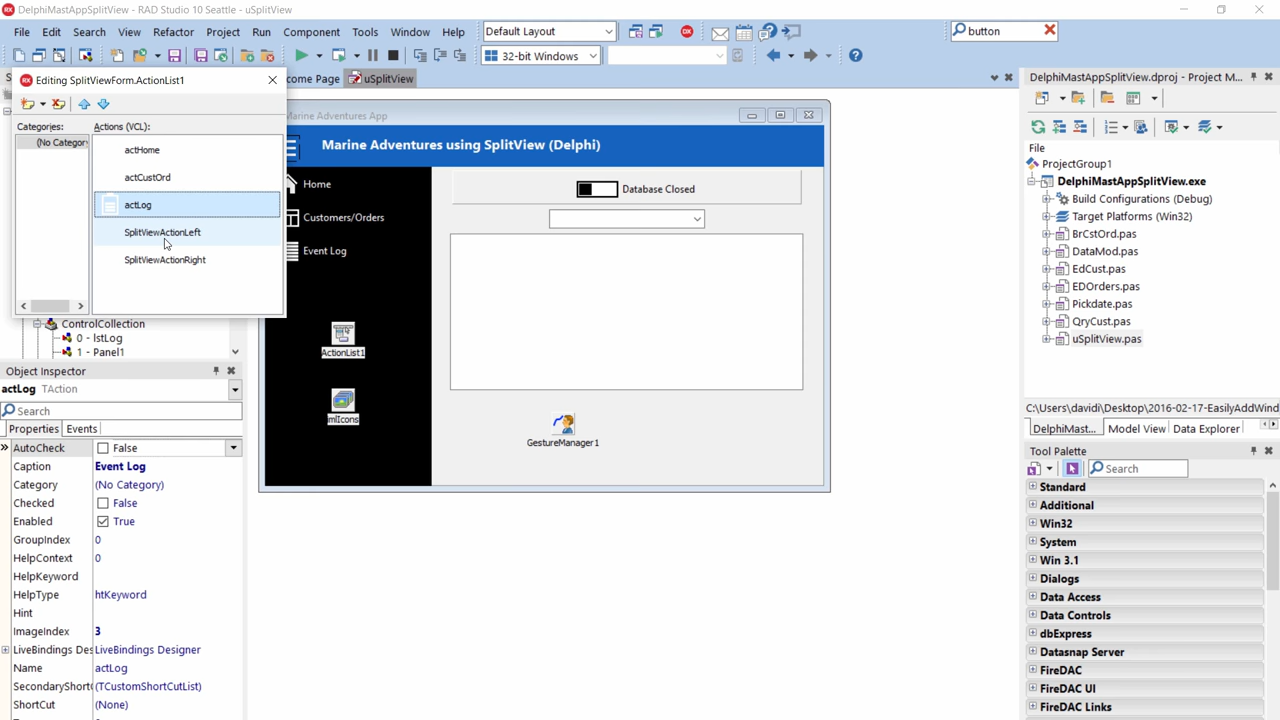 DelphiMastAppSplitView - RAD Studio 10 Seattle - uSplitView
File Edit Search View Refactor Project Run Component Tools Window Help
Default Layout
button
32-bit Windows
Editing SplitViewForm.ActionList1
come Page
uSplitView
Categories:
Actions (VCL):
(No Categor
actHome
actCustOrd
actLog
SplitViewActionLeft
SplitViewActionRight
ControlCollection
0 - lstLog
1 - Panel1
Object Inspector
actLog TAction
Search
Properties Events
AutoCheck False
Caption Event Log
Category (No Category)
Checked False
Enabled True
GroupIndex 0
HelpContext 0
HelpKeyword
HelpType htKeyword
Hint
ImageIndex 3
LiveBindings Des LiveBindings Designer
Name actLog
SecondaryShort (TCustomShortCutList)
ShortCut (None)
Marine Adventures App
Marine Adventures using SplitView (Delphi)
Home
Customers/Orders
Event Log
ActionList1
imlIcons
Database Closed
GestureManager1
DelphiMastAppSplitView.dproj - Project M...
File
ProjectGroup1
DelphiMastAppSplitView.exe
Build Configurations (Debug)
Target Platforms (Win32)
BrCstOrd.pas
DataMod.pas
EdCust.pas
EDOrders.pas
Pickdate.pas
QryCust.pas
uSplitView.pas
C:\Users\davidi\Desktop\2016-02-17-EasilyAddWind
DelphiMast... Model View Data Explorer
Tool Palette
Search
Standard
Additional
Win32
System
Win 3.1
Dialogs
Data Access
Data Controls
dbExpress
Datasnap Server
FireDAC
FireDAC UI
FireDAC Links